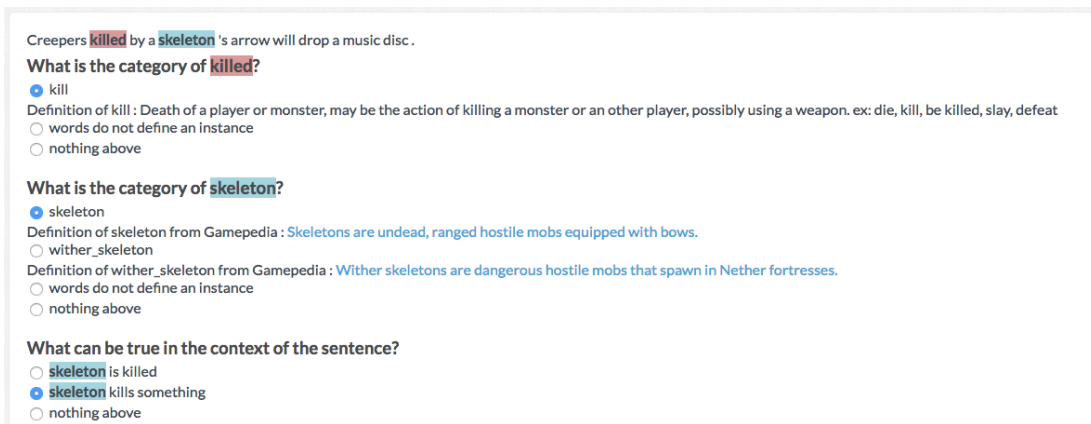 Creepers killed by a skeleton 's arrow will drop a music disc .
What is the category of killed?
kill
Definition of kill : Death of a player or monster, may be the action of killing a monster or an other player, possibly using a weapon. ex: die, kill, be killed, slay, defeat
words do not define an instance
nothing above
What is the category of skeleton?
skeleton
Definition of skeleton from Gamepedia : Skeletons are undead, ranged hostile mobs equipped with bows.
wither_skeleton
Definition of wither_skeleton from Gamepedia : Wither skeletons are dangerous hostile mobs that spawn in Nether fortresses.
words do not define an instance
nothing above
What can be true in the context of the sentence?
skeleton is killed
skeleton kills something
nothing above